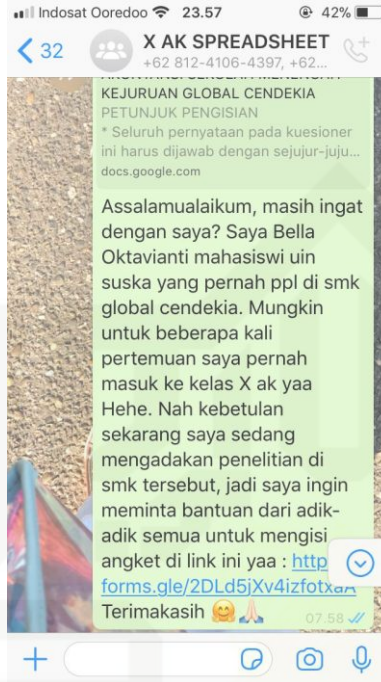 Indosat Ooredoo 23.57 42%
32 X AK SPREADSHEET
+62 812-4106-4397, +62...
KEJURUAN GLOBAL CENDEKIA
PETUNJUK PENGISIAN
* Seluruh pernyataan pada kuesioner
ini harus dijawab dengan sejujur-juju...
docs.google.com
Assalamualaikum, masih ingat
dengan saya? Saya Bella
Oktavianti mahasiswi uin
suska yang pernah ppl di smk
global cendekia. Mungkin
untuk beberapa kali
pertemuan saya pernah
masuk ke kelas X ak yaa
Hehe. Nah kebetulan
sekarang saya sedang
mengadakan penelitian di
smk tersebut, jadi saya ingin
meminta bantuan dari adik-
adik semua untuk mengisi
angket di link ini yaa : http
forms.gle/2DLd5jXv4izfotxaA
Terimakasih 🤗🙏🏻 07.58